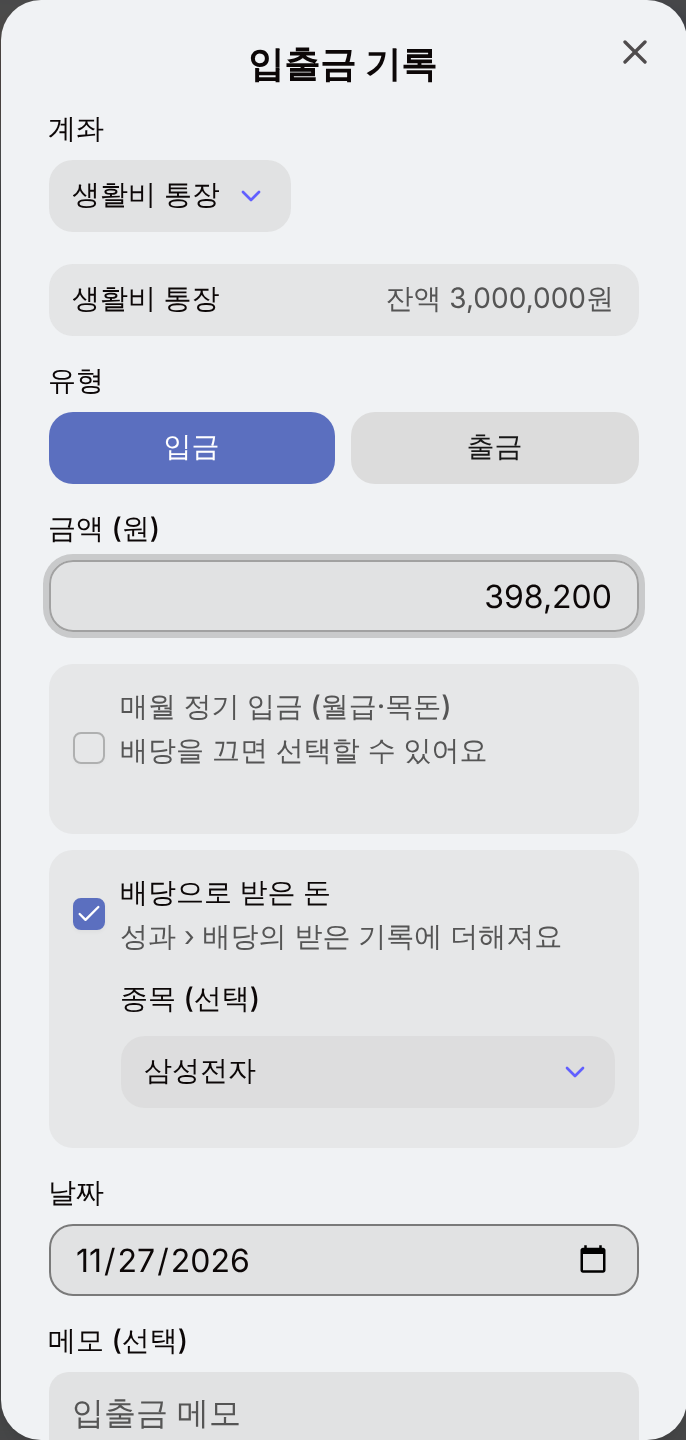 입출금 기록
계좌
생활비 통장
생활비 통장 잔액 3,000,000원
유형
입금 출금
금액 (원)
398,200
매월 정기 입금 (월급·목돈)
배당을 끄면 선택할 수 있어요
배당으로 받은 돈
성과 › 배당의 받은 기록에 더해져요
종목 (선택)
삼성전자
날짜
11/27/2026
메모 (선택)
입출금 메모